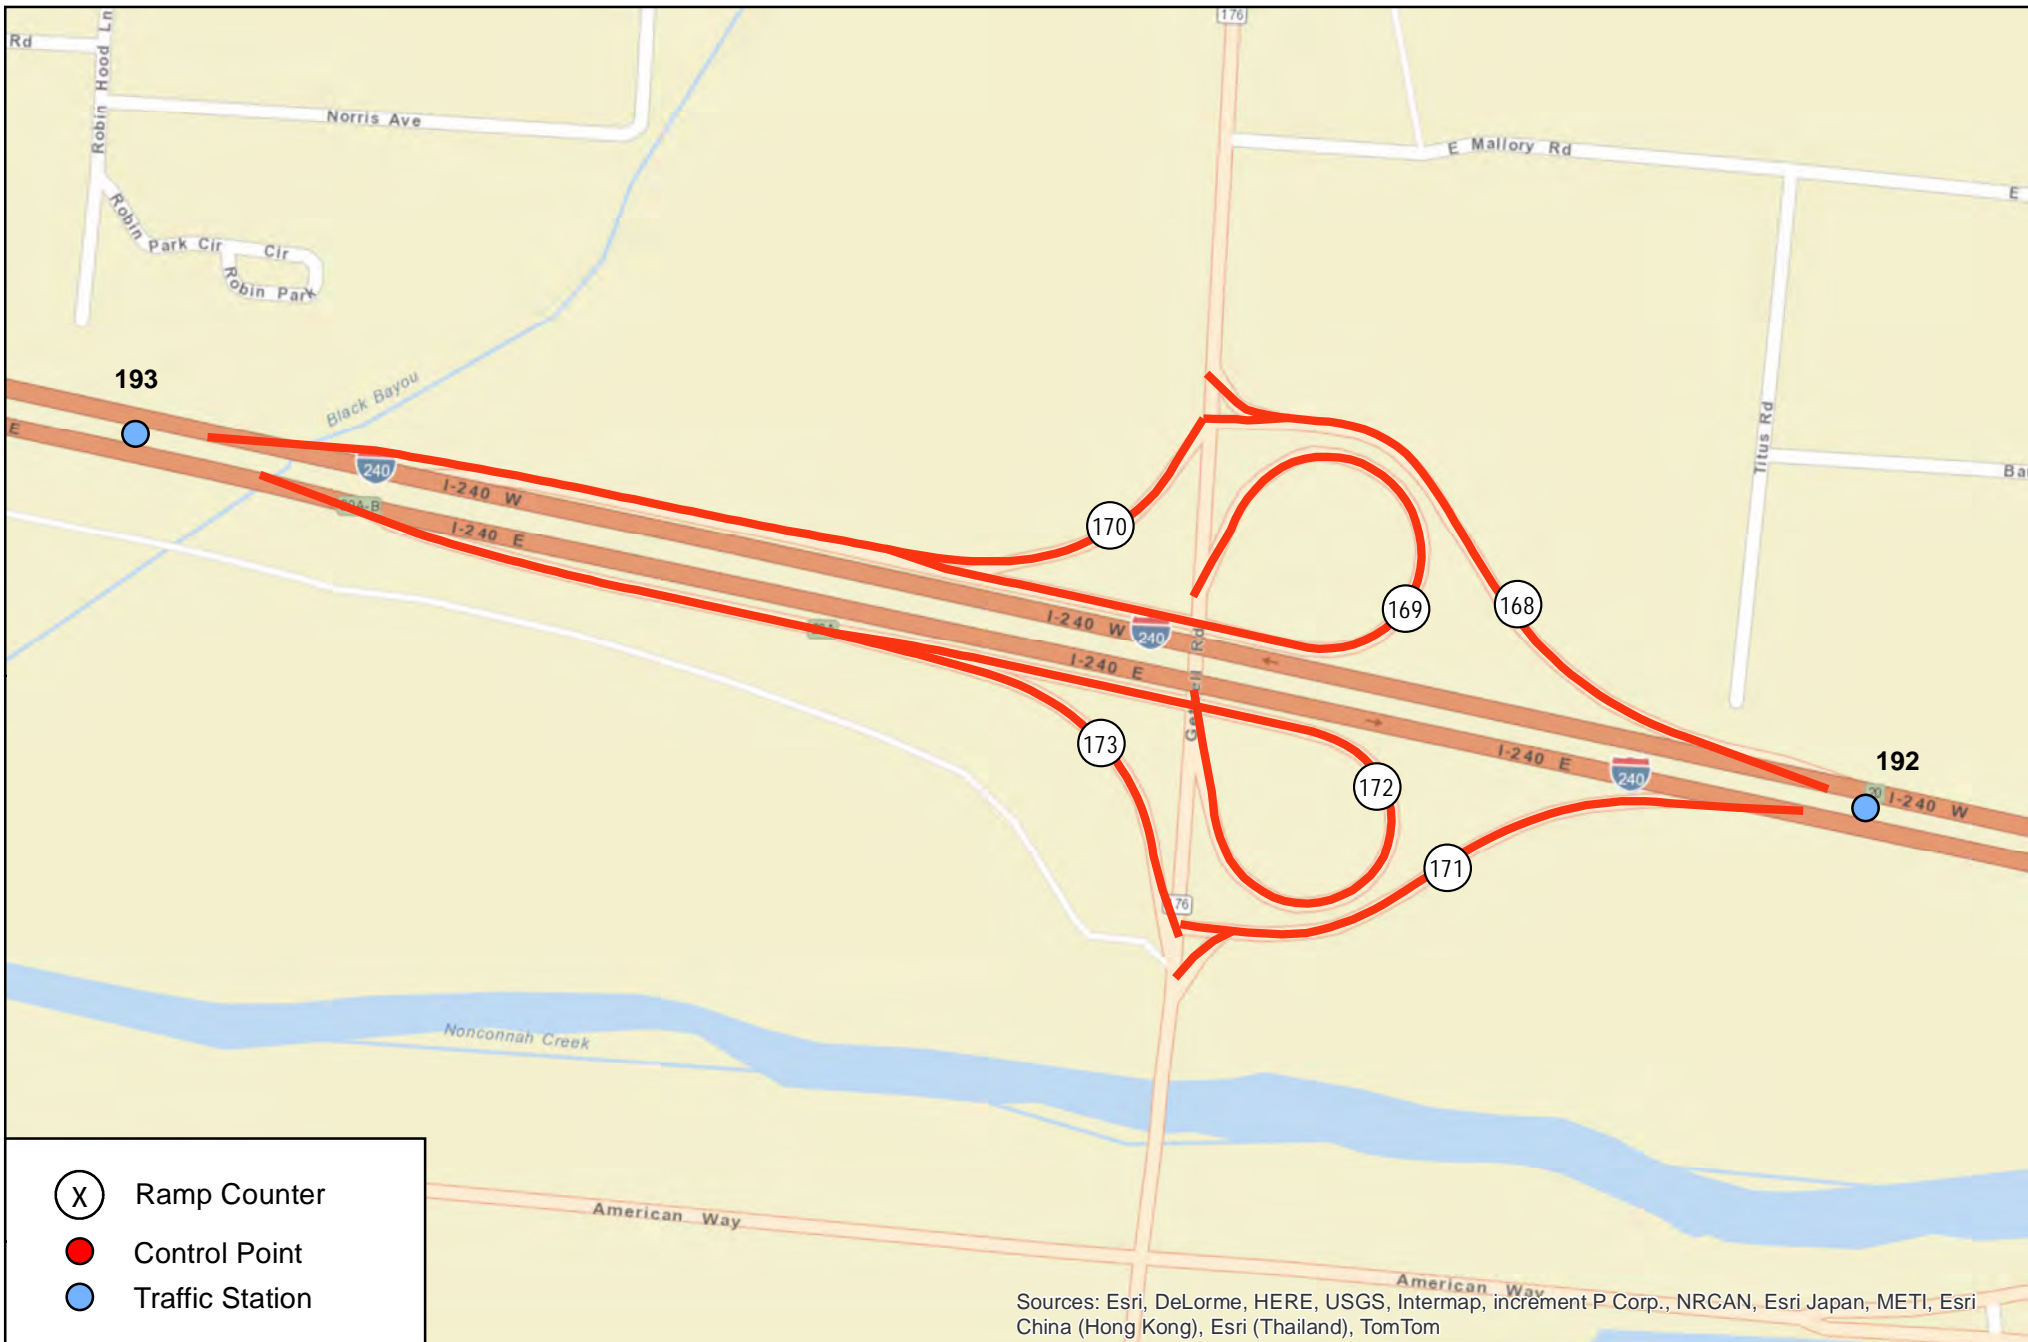 176
Rd
Robin Hood Ln
Norris Ave
E Mallory Rd
E
Robin
Park Cir
Cir
Robin Park
193
Black Bayou
Titus Rd
E
240
I-240 W
I-240 E
170
169
168
I-240 W
240
I-240 E
173
172
I-240 E
240
192
20
I-240 W
171
Nonconnah Creek
American Way
American Way
X
Ramp Counter
Control Point
Traffic Station
Sources: Esri, DeLorme, HERE, USGS, Intermap, increment P Corp., NRCAN, Esri Japan, METI, Esri
China (Hong Kong), Esri (Thailand), TomTom